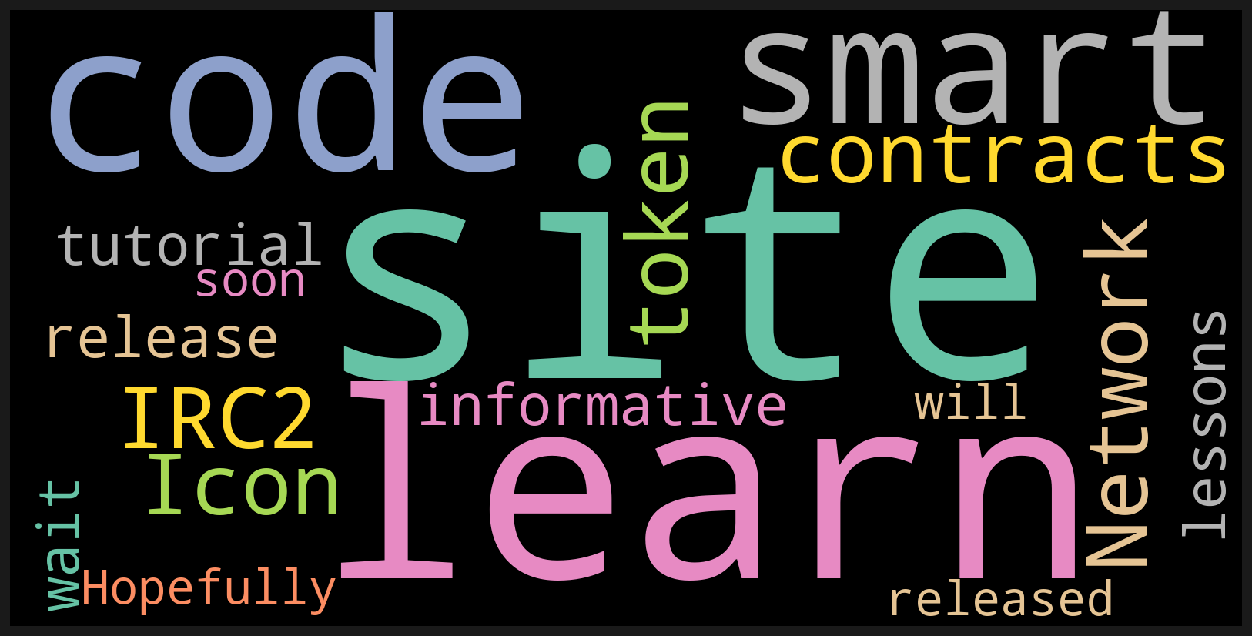 code
smart
contracts
token
site
tutorial
soon
release
Network
lessons
IRC2
informative
will
learn
Icon
wait
Hopefully
released